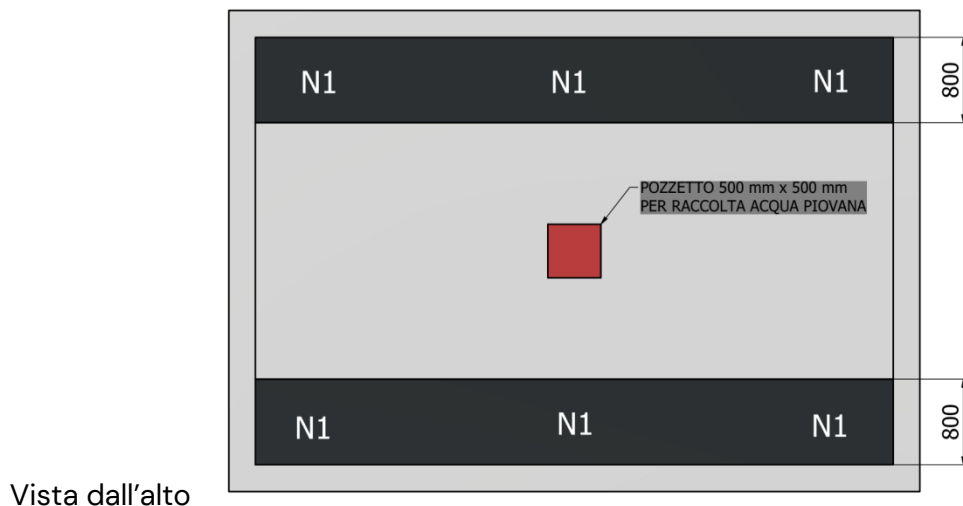 N1 N1 N1
800
POZZETTO 500 mm x 500 mm
PER RACCOLTA ACQUA PIOVANA
N1 N1 N1
800
Vista dall'alto